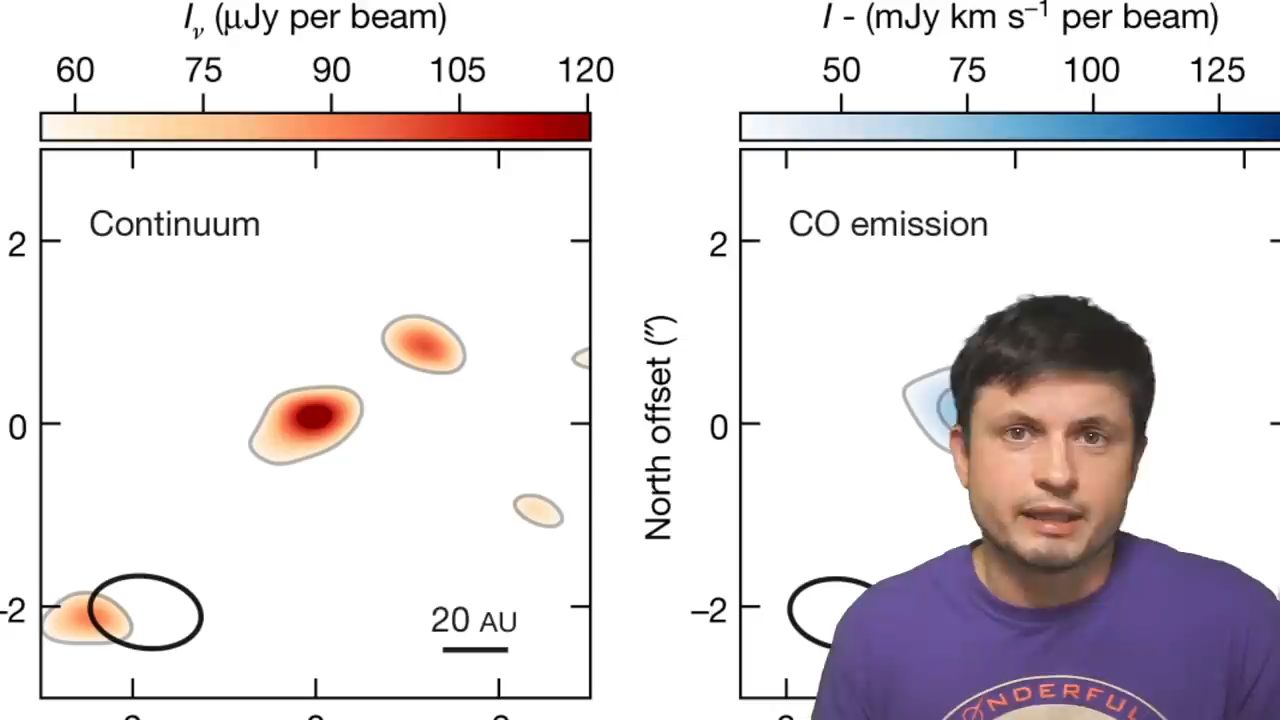 Iν (μJy per beam)
60 75 90 105 120
Continuum
2
0
−2
20 AU
I - (mJy km s⁻¹ per beam)
50 75 100 125
CO emission
North offset (″)
2
0
−2